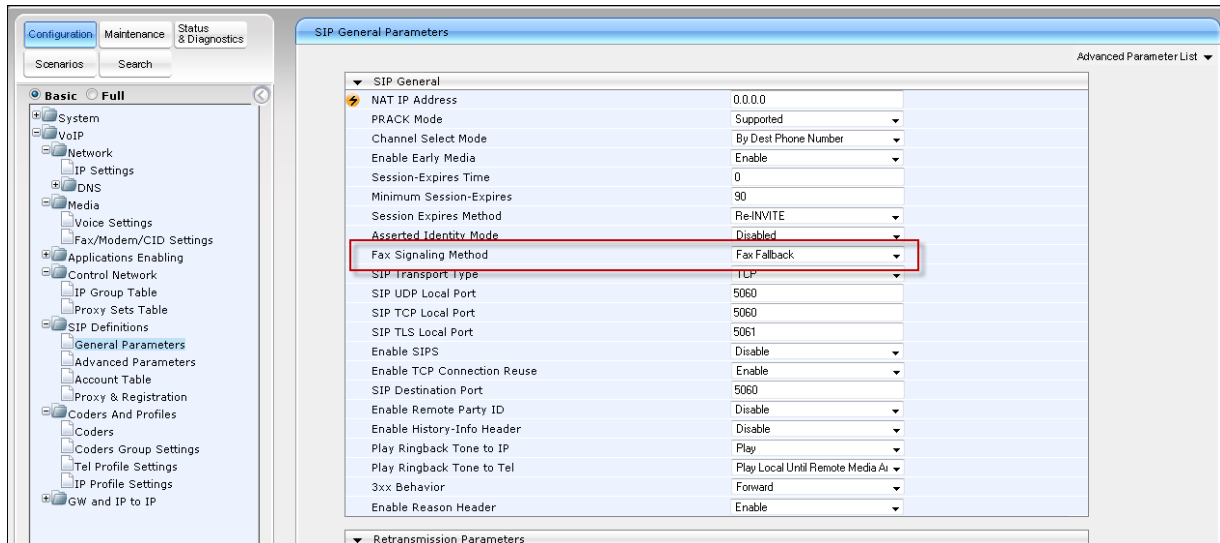 Configuration
Maintenance
Status
& Diagnostics
Scenarios
Search
Basic Full
System
VoIP
Network
IP Settings
DNS
Media
Voice Settings
Fax/Modem/CID Settings
Applications Enabling
Control Network
IP Group Table
Proxy Sets Table
SIP Definitions
General Parameters
Advanced Parameters
Account Table
Proxy & Registration
Coders And Profiles
Coders
Coders Group Settings
Tel Profile Settings
IP Profile Settings
GW and IP to IP
SIP General Parameters
Advanced Parameter List
SIP General
NAT IP Address 0.0.0.0
PRACK Mode Supported
Channel Select Mode By Dest Phone Number
Enable Early Media Enable
Session-Expires Time 0
Minimum Session-Expires 90
Session Expires Method Re-INVITE
Asserted Identity Mode Disabled
Fax Signaling Method Fax Fallback
SIP Transport Type TCP
SIP UDP Local Port 5060
SIP TCP Local Port 5060
SIP TLS Local Port 5061
Enable SIPS Disable
Enable TCP Connection Reuse Enable
SIP Destination Port 5060
Enable Remote Party ID Disable
Enable History-Info Header Disable
Play Ringback Tone to IP Play
Play Ringback Tone to Tel Play Local Until Remote Media Ar
3xx Behavior Forward
Enable Reason Header Enable
Retransmission Parameters